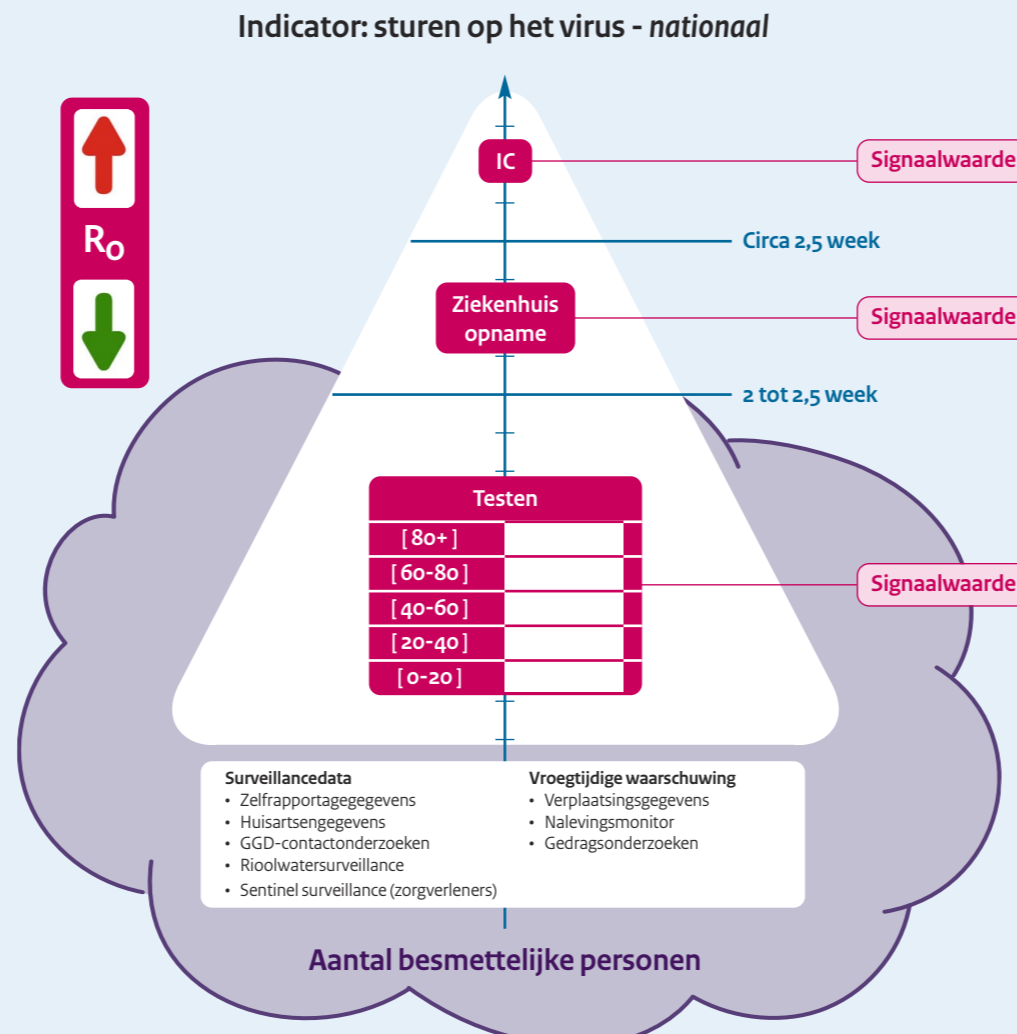 Indicator: sturen op het virus - nationaal
IC
Signaalwaarde
R0
Circa 2,5 week
Ziekenhuis
opname
Signaalwaarde
2 tot 2,5 week
Testen
[ 80+ ]
[ 60-80 ]
[ 40-60 ]
[ 20-40 ]
[ 0-20 ]
Signaalwaarde
Surveillancedata
• Zelfrapportagegegevens
• Huisartsengegevens
• GGD-contactonderzoeken
• Rioolwatersurveillance
• Sentinel surveillance (zorgverleners)
Vroegtijdige waarschuwing
• Verplaatsingsgegevens
• Nalevingsmonitor
• Gedragsonderzoeken
Aantal besmettelijke personen